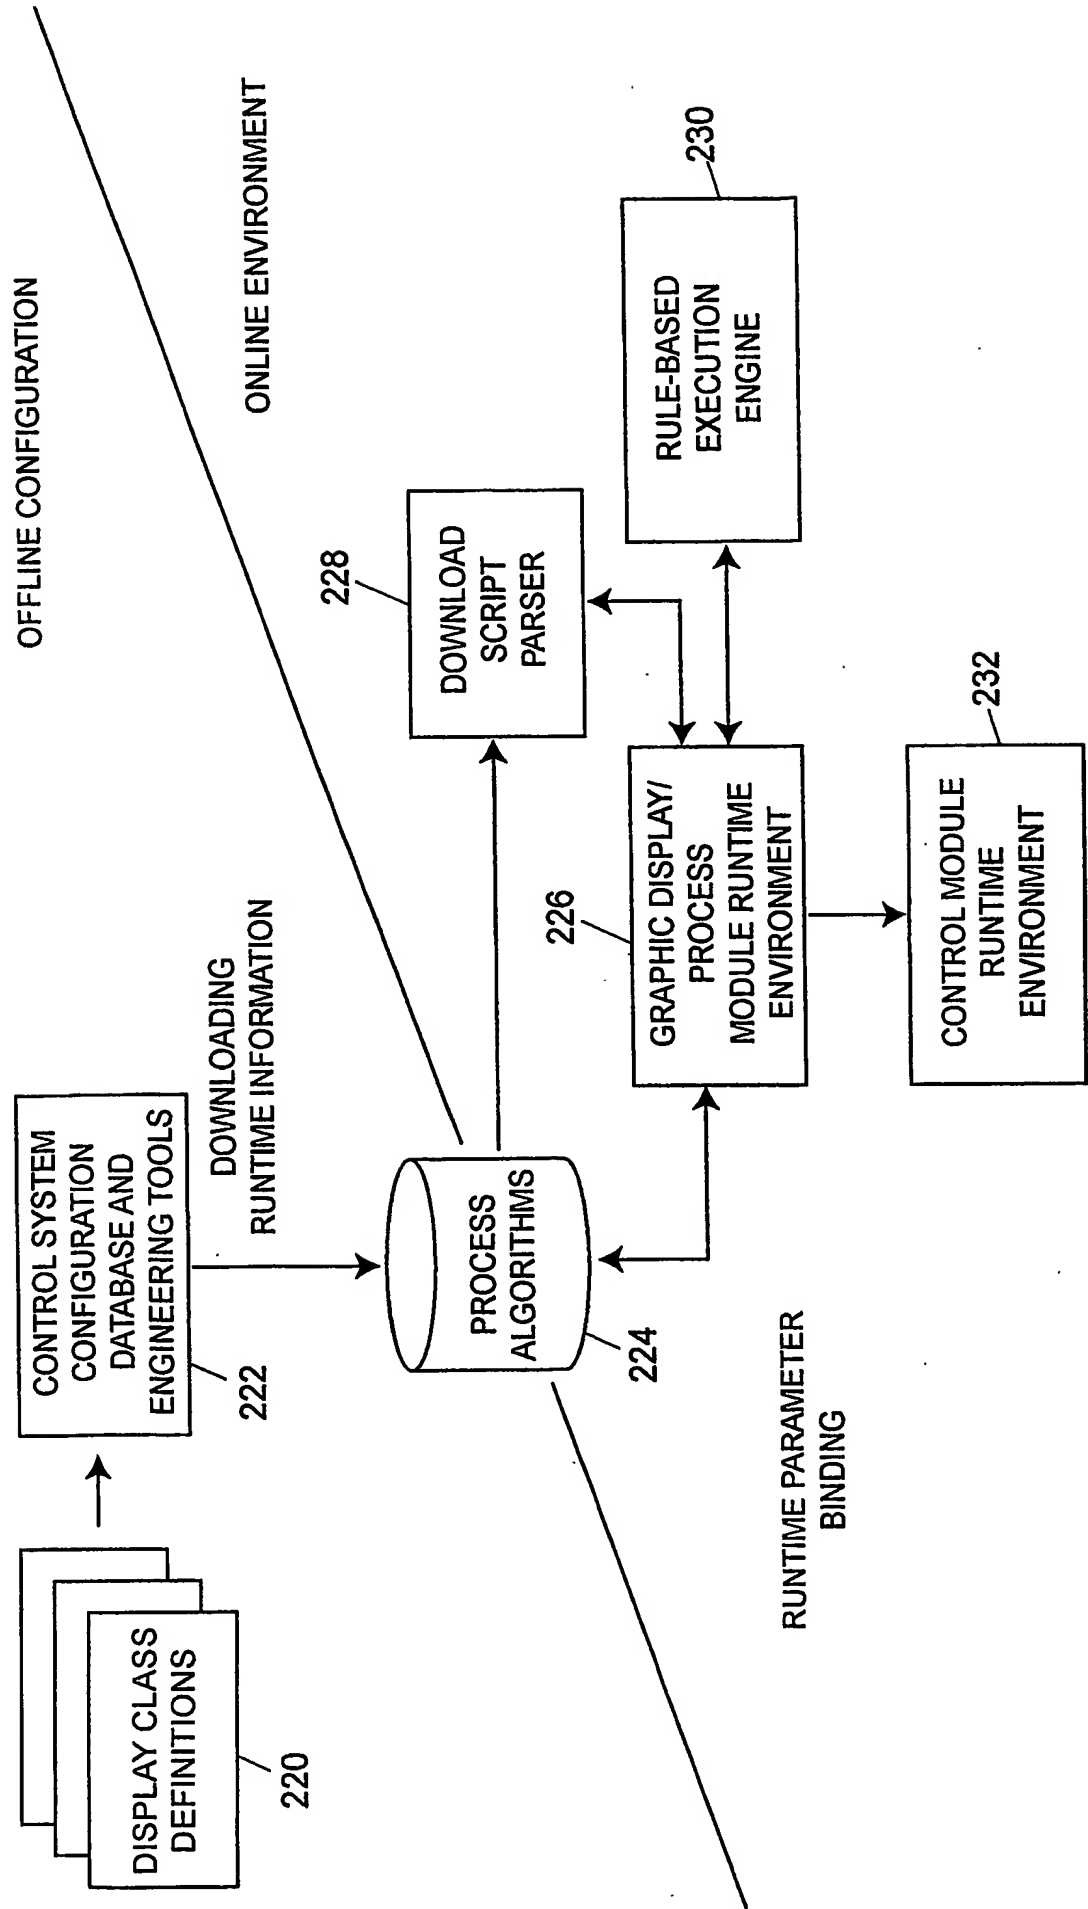 OFFLINE CONFIGURATION
ONLINE ENVIRONMENT
DISPLAY CLASS
DEFINITIONS
220
CONTROL SYSTEM
CONFIGURATION
DATABASE AND
ENGINEERING TOOLS
222
DOWNLOADING
RUNTIME INFORMATION
PROCESS
ALGORITHMS
224
DOWNLOAD
SCRIPT
PARSER
228
GRAPHIC DISPLAY/
PROCESS
MODULE RUNTIME
ENVIRONMENT
226
RULE-BASED
EXECUTION
ENGINE
230
CONTROL MODULE
RUNTIME
ENVIRONMENT
232
RUNTIME PARAMETER
BINDING